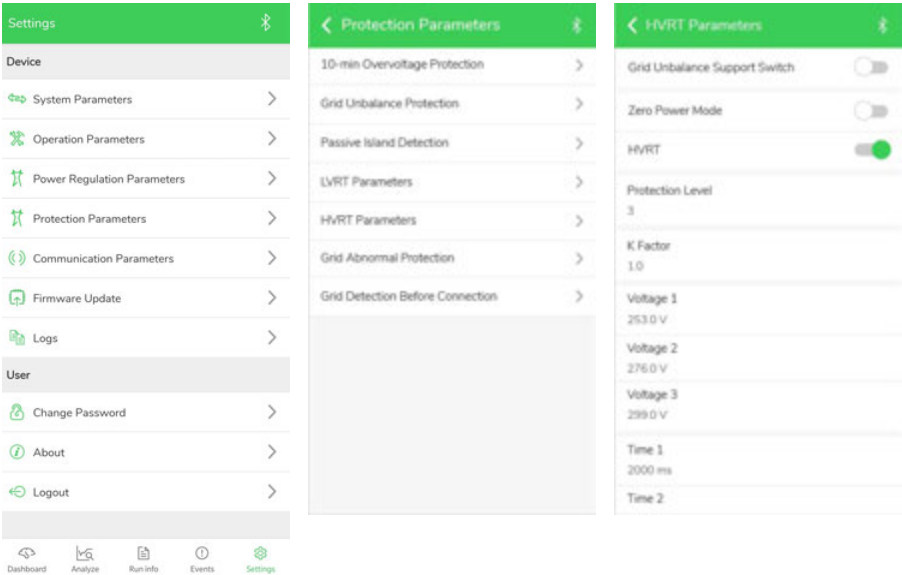 Settings
Device
System Parameters
Operation Parameters
Power Regulation Parameters
Protection Parameters
Communication Parameters
Firmware Update
Logs
User
Change Password
About
Logout
Dashboard
Analyze
Run info
Events
Settings
Protection Parameters
10-min Overvoltage Protection
Grid Unbalance Protection
Passive Island Detection
LVRT Parameters
HVRT Parameters
Grid Abnormal Protection
Grid Detection Before Connection
HVRT Parameters
Grid Unbalance Support Switch
Zero Power Mode
HVRT
Protection Level
3
K Factor
1.0
Voltage 1
253.0 V
Voltage 2
276.0 V
Voltage 3
299.0 V
Time 1
2000 ms
Time 2